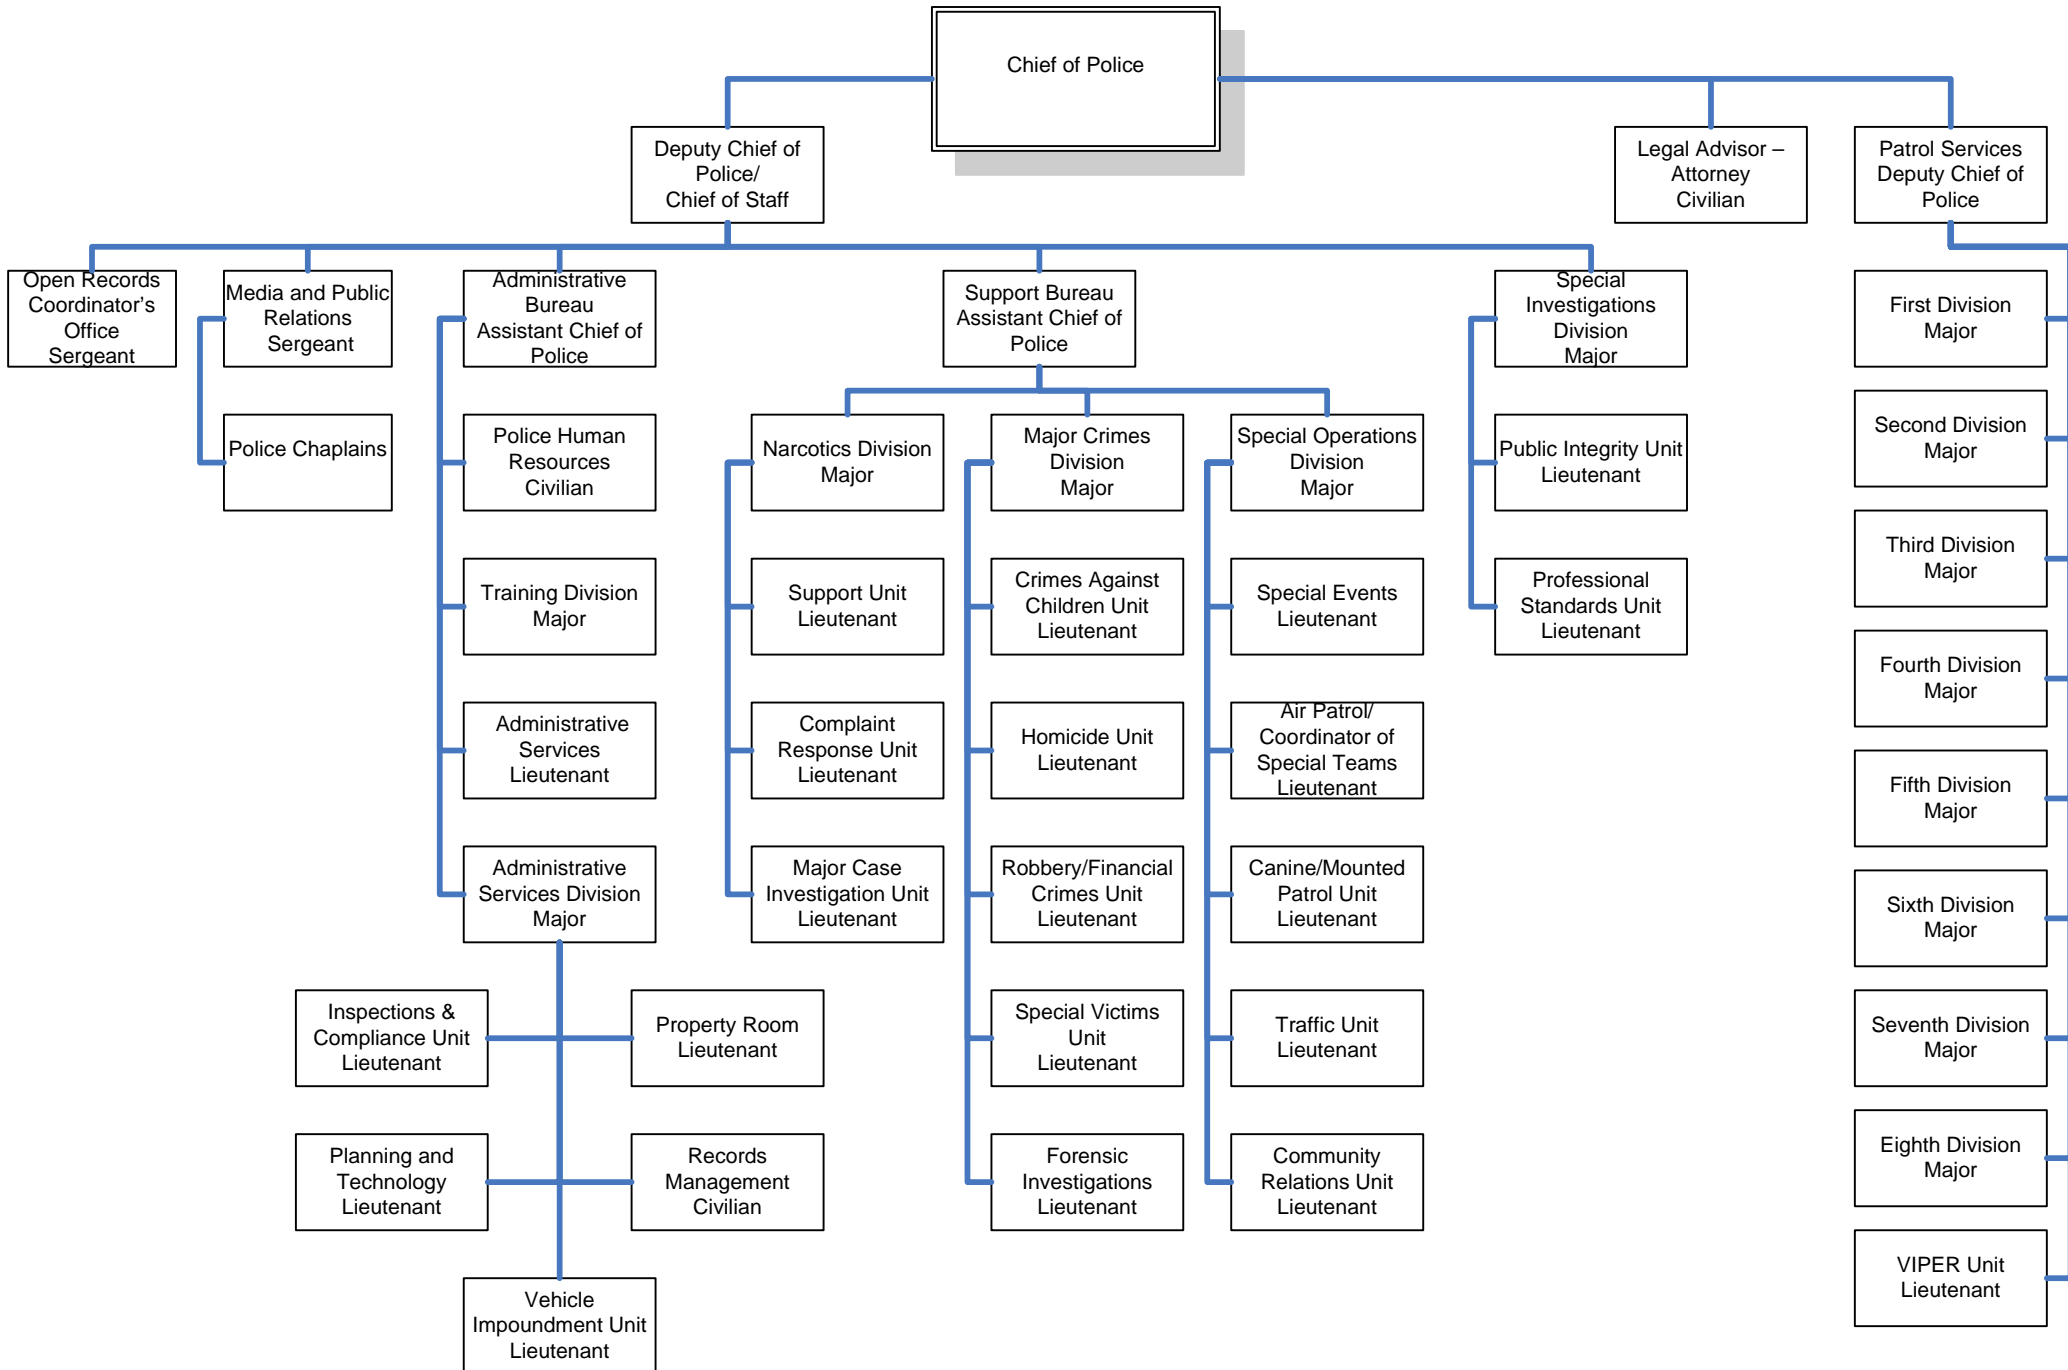 Chief of Police
Deputy Chief of
Police/
Chief of Staff
Legal Advisor –
Attorney
Civilian
Patrol Services
Deputy Chief of
Police
Open Records
Coordinator's
Office
Sergeant
Media and Public
Relations
Sergeant
Administrative
Bureau
Assistant Chief of
Police
Support Bureau
Assistant Chief of
Police
Special
Investigations
Division
Major
First Division
Major
Police Chaplains
Police Human
Resources
Civilian
Narcotics Division
Major
Major Crimes
Division
Major
Special Operations
Division
Major
Public Integrity Unit
Lieutenant
Second Division
Major
Training Division
Major
Support Unit
Lieutenant
Crimes Against
Children Unit
Lieutenant
Special Events
Lieutenant
Professional
Standards Unit
Lieutenant
Third Division
Major
Fourth Division
Major
Administrative
Services
Lieutenant
Complaint
Response Unit
Lieutenant
Homicide Unit
Lieutenant
Air Patrol/
Coordinator of
Special Teams
Lieutenant
Fifth Division
Major
Administrative
Services Division
Major
Major Case
Investigation Unit
Lieutenant
Robbery/Financial
Crimes Unit
Lieutenant
Canine/Mounted
Patrol Unit
Lieutenant
Sixth Division
Major
Inspections &
Compliance Unit
Lieutenant
Property Room
Lieutenant
Special Victims
Unit
Lieutenant
Traffic Unit
Lieutenant
Seventh Division
Major
Planning and
Technology
Lieutenant
Records
Management
Civilian
Forensic
Investigations
Lieutenant
Community
Relations Unit
Lieutenant
Eighth Division
Major
Vehicle
Impoundment Unit
Lieutenant
VIPER Unit
Lieutenant